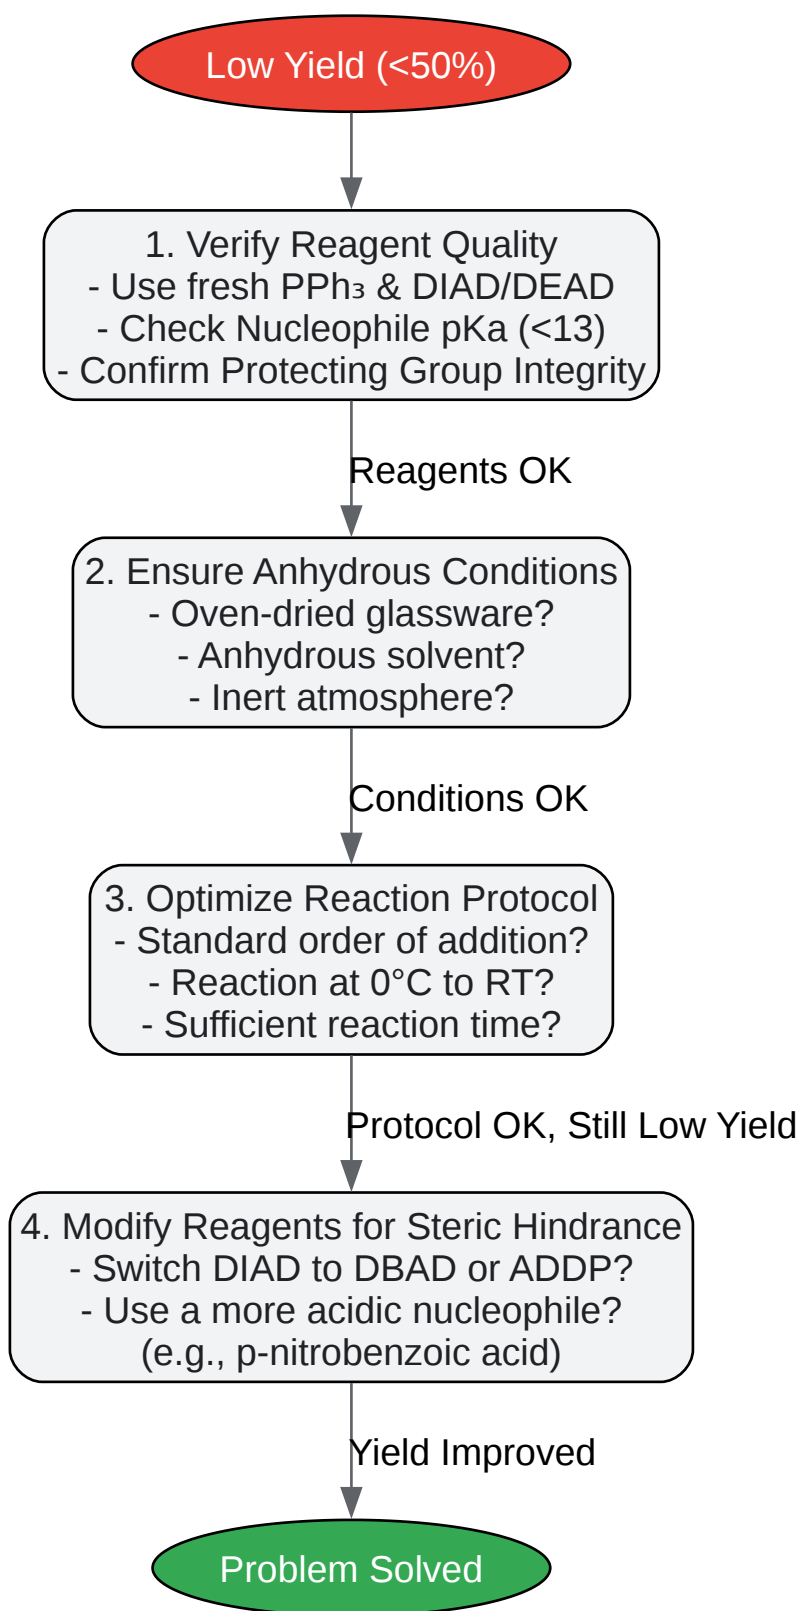 Low Yield (<50%)
1. Verify Reagent Quality
- Use fresh PPh₃ & DIAD/DEAD
- Check Nucleophile pKa (<13)
- Confirm Protecting Group Integrity
Reagents OK
2. Ensure Anhydrous Conditions
- Oven-dried glassware?
- Anhydrous solvent?
- Inert atmosphere?
Conditions OK
3. Optimize Reaction Protocol
- Standard order of addition?
- Reaction at 0°C to RT?
- Sufficient reaction time?
Protocol OK, Still Low Yield
4. Modify Reagents for Steric Hindrance
- Switch DIAD to DBAD or ADDP?
- Use a more acidic nucleophile?
(e.g., p-nitrobenzoic acid)
Yield Improved
Problem Solved